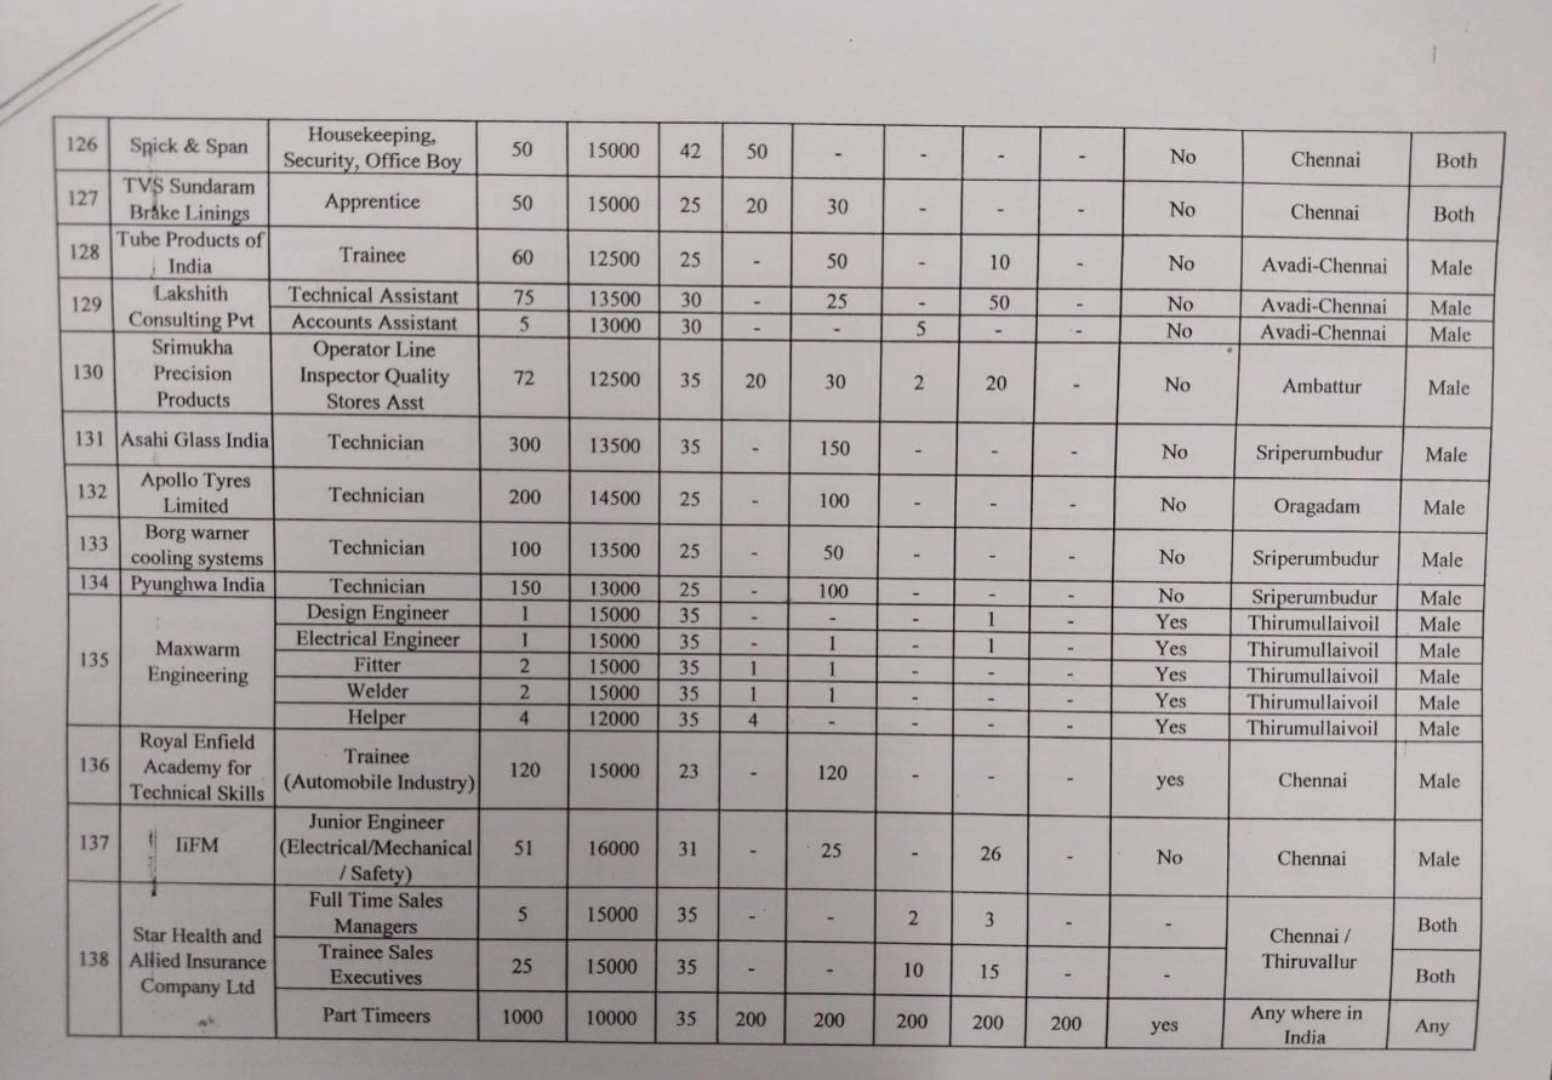 126 Spick & Span Housekeeping, Security, Office Boy 50 15000 42 50 - - - - No Chennai Both
127 TVS Sundaram Brake Linings Apprentice 50 15000 25 20 30 - - - No Chennai Both
128 Tube Products of India Trainee 60 12500 25 - 50 - 10 - No Avadi-Chennai Male
129 Lakshith Consulting Pvt Technical Assistant 75 13500 30 - 25 - 50 - No Avadi-Chennai Male
Accounts Assistant 5 13000 30 - - 5 - - No Avadi-Chennai Male
130 Srimukha Precision Products Operator Line Inspector Quality Stores Asst 72 12500 35 20 30 2 20 - No Ambattur Male
131 Asahi Glass India Technician 300 13500 35 - 150 - - - No Sriperumbudur Male
132 Apollo Tyres Limited Technician 200 14500 25 - 100 - - - No Oragadam Male
133 Borg warner cooling systems Technician 100 13500 25 - 50 - - - No Sriperumbudur Male
134 Pyunghwa India Technician 150 13000 25 - 100 - - - No Sriperumbudur Male
135 Maxwarm Engineering Design Engineer 1 15000 35 - - - 1 - Yes Thirumullaivoil Male
Electrical Engineer 1 15000 35 - 1 - 1 - Yes Thirumullaivoil Male
Fitter 2 15000 35 1 1 - - - Yes Thirumullaivoil Male
Welder 2 15000 35 1 1 - - - Yes Thirumullaivoil Male
Helper 4 12000 35 4 - - - - Yes Thirumullaivoil Male
136 Royal Enfield Academy for Technical Skills Trainee (Automobile Industry) 120 15000 23 - 120 - - - yes Chennai Male
137 IiFM Junior Engineer (Electrical/Mechanical / Safety) 51 16000 31 - 25 - 26 - No Chennai Male
138 Star Health and Allied Insurance Company Ltd Full Time Sales Managers 5 15000 35 - - 2 3 - - Chennai / Thiruvallur Both
Trainee Sales Executives 25 15000 35 - - 10 15 - - Both
Part Timeers 1000 10000 35 200 200 200 200 200 yes Any where in India Any